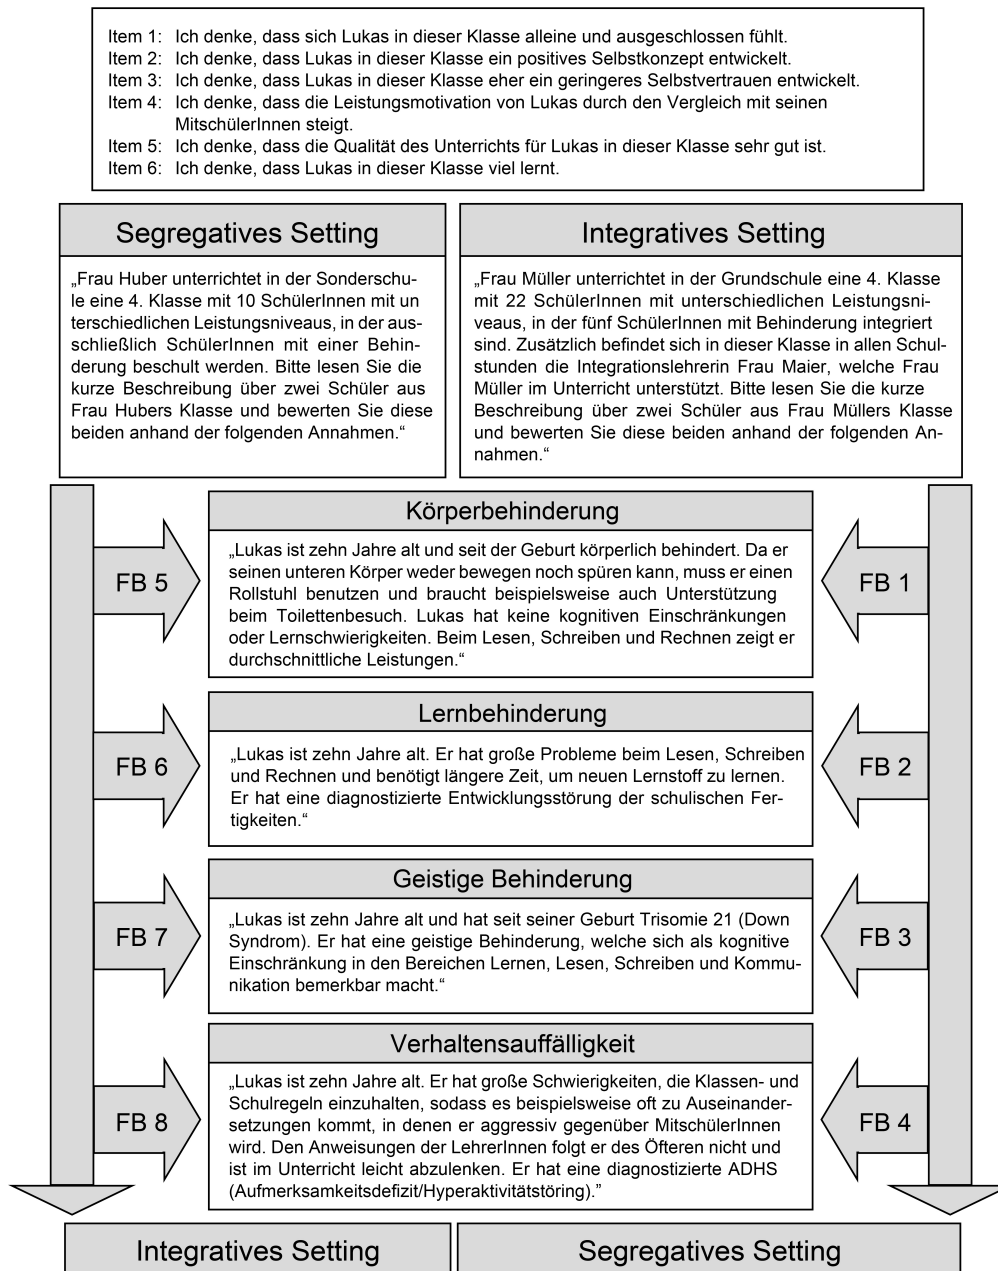 Item 1: Ich denke, dass sich Lukas in dieser Klasse alleine und ausgeschlossen fühlt.
Item 2: Ich denke, dass Lukas in dieser Klasse ein positives Selbstkonzept entwickelt.
Item 3: Ich denke, dass Lukas in dieser Klasse eher ein geringeres Selbstvertrauen entwickelt.
Item 4: Ich denke, dass die Leistungsmotivation von Lukas durch den Vergleich mit seinen
MitschülerInnen steigt.
Item 5: Ich denke, dass die Qualität des Unterrichts für Lukas in dieser Klasse sehr gut ist.
Item 6: Ich denke, dass Lukas in dieser Klasse viel lernt.
Segregatives Setting
„Frau Huber unterrichtet in der Sonderschu-
le eine 4. Klasse mit 10 SchülerInnen mit un
terschiedlichen Leistungsniveaus, in der aus-
schließlich SchülerInnen mit einer Behin-
derung beschult werden. Bitte lesen Sie die
kurze Beschreibung über zwei Schüler aus
Frau Hubers Klasse und bewerten Sie diese
beiden anhand der folgenden Annahmen.“
Integratives Setting
„Frau Müller unterrichtet in der Grundschule eine 4. Klasse
mit 22 SchülerInnen mit unterschiedlichen Leistungsni-
veaus, in der fünf SchülerInnen mit Behinderung integriert
sind. Zusätzlich befindet sich in dieser Klasse in allen Schul-
stunden die Integrationslehrerin Frau Maier, welche Frau
Müller im Unterricht unterstützt. Bitte lesen Sie die kurze
Beschreibung über zwei Schüler aus Frau Müllers Klasse
und bewerten Sie diese beiden anhand der folgenden An-
nahmen.“
Körperbehinderung
FB 5
„Lukas ist zehn Jahre alt und seit der Geburt körperlich behindert. Da er
seinen unteren Körper weder bewegen noch spüren kann, muss er einen
Rollstuhl benutzen und braucht beispielsweise auch Unterstützung
beim Toilettenbesuch. Lukas hat keine kognitiven Einschränkungen
oder Lernschwierigkeiten. Beim Lesen, Schreiben und Rechnen zeigt er
durchschnittliche Leistungen.“
FB 1
Lernbehinderung
FB 6
„Lukas ist zehn Jahre alt. Er hat große Probleme beim Lesen, Schreiben
und Rechnen und benötigt längere Zeit, um neuen Lernstoff zu lernen.
Er hat eine diagnostizierte Entwicklungsstörung der schulischen Fer-
tigkeiten.“
FB 2
Geistige Behinderung
FB 7
„Lukas ist zehn Jahre alt und hat seit seiner Geburt Trisomie 21 (Down
Syndrom). Er hat eine geistige Behinderung, welche sich als kognitive
Einschränkung in den Bereichen Lernen, Lesen, Schreiben und Kommu-
nikation bemerkbar macht.“
FB 3
Verhaltensauffälligkeit
FB 8
„Lukas ist zehn Jahre alt. Er hat große Schwierigkeiten, die Klassen- und
Schulregeln einzuhalten, sodass es beispielsweise oft zu Auseinander-
setzungen kommt, in denen er aggressiv gegenüber MitschülerInnen
wird. Den Anweisungen der LehrerInnen folgt er des Öfteren nicht und
ist im Unterricht leicht abzulenken. Er hat eine diagnostizierte ADHS
(Aufmerksamkeitsdefizit/Hyperaktivitätstöring).”
FB 4
Integratives Setting
Segregatives Setting